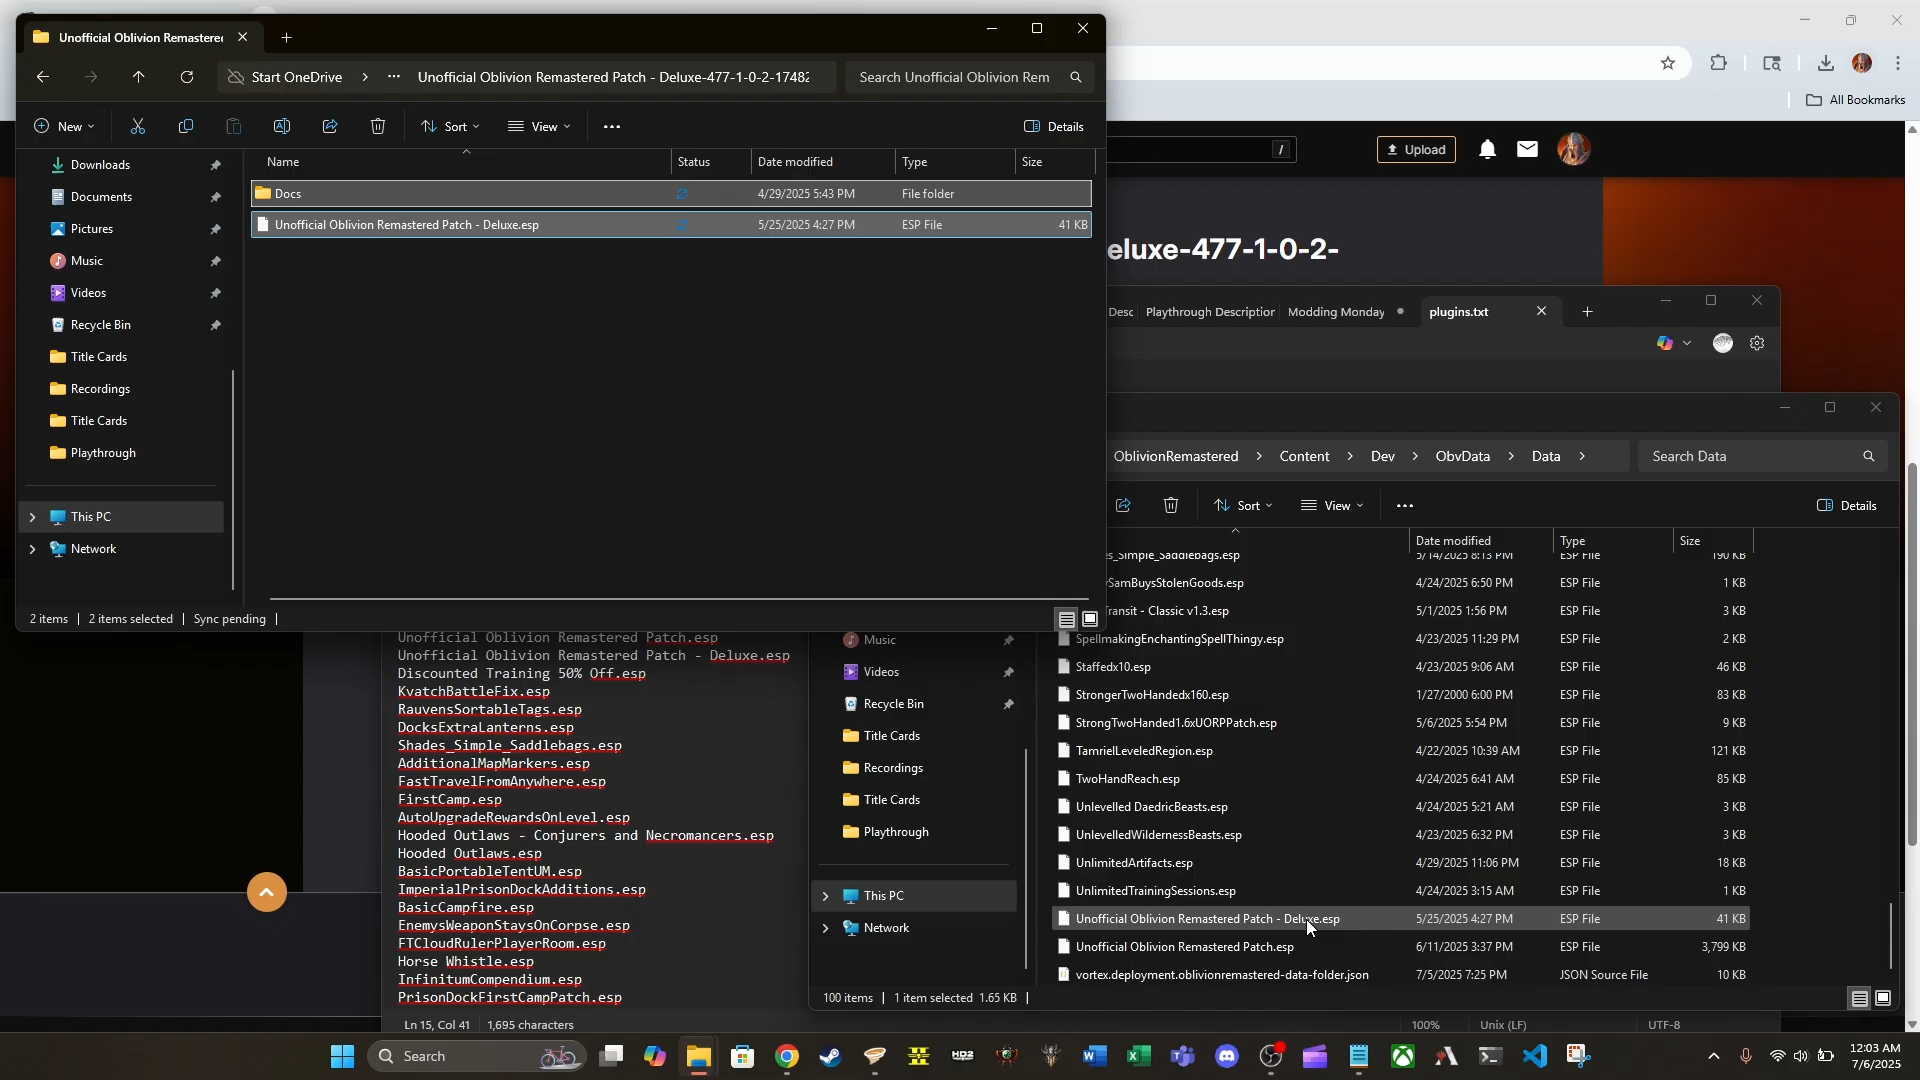 Unofficial Oblivion Remastere
Start OneDrive
Unofficial Oblivion Remastered Patch - Deluxe-477-1-0-2-17482
Search Unofficial Oblivion Rem
New
Sort
View
Details
Name
Status
Date modified
Type
Size
Downloads
Documents
Pictures
Music
Videos
Recycle Bin
Title Cards
Recordings
Title Cards
Playthrough
This PC
Network
Docs 4/29/2025 5:43 PM File folder
Unofficial Oblivion Remastered Patch - Deluxe.esp 5/25/2025 4:27 PM ESP File 41 KB
2 items
2 items selected
Sync pending
All Bookmarks
/
Upload
eluxe-477-1-0-2-
Desc
Playthrough Description
Modding Monday
plugins.txt
OblivionRemastered > Content > Dev > ObvData > Data >
Search Data
Sort
View
Details
Date modified
Type
Size
es_Simple_Saddlebags.esp 5/14/2025 8:13 PM ESP File 190 KB
SamBuysStolenGoods.esp 4/24/2025 6:50 PM ESP File 1 KB
ransit - Classic v1.3.esp 5/1/2025 1:56 PM ESP File 3 KB
SpellmakingEnchantingSpellThingy.esp 4/23/2025 11:29 PM ESP File 2 KB
Staffedx10.esp 4/23/2025 9:06 AM ESP File 46 KB
StrongerTwoHandedx160.esp 1/27/2000 6:00 PM ESP File 83 KB
StrongTwoHanded1.6xUORPPatch.esp 5/6/2025 5:54 PM ESP File 9 KB
TamrielLeveledRegion.esp 4/22/2025 10:39 AM ESP File 121 KB
TwoHandReach.esp 4/24/2025 6:41 AM ESP File 85 KB
Unlevelled DaedricBeasts.esp 4/24/2025 5:21 AM ESP File 3 KB
UnlevelledWildernessBeasts.esp 4/23/2025 6:32 PM ESP File 3 KB
UnlimitedArtifacts.esp 4/29/2025 11:06 PM ESP File 18 KB
UnlimitedTrainingSessions.esp 4/24/2025 3:15 AM ESP File 1 KB
Unofficial Oblivion Remastered Patch - Deluxe.esp 5/25/2025 4:27 PM ESP File 41 KB
Unofficial Oblivion Remastered Patch.esp 6/11/2025 3:37 PM ESP File 3,799 KB
vortex.deployment.oblivionremastered-data-folder.json 7/5/2025 7:25 PM JSON Source File 10 KB
Music
Videos
Recycle Bin
Title Cards
Recordings
Title Cards
Playthrough
This PC
Network
100 items
1 item selected 1.65 KB
Unofficial Oblivion Remastered Patch.esp
Unofficial Oblivion Remastered Patch - Deluxe.esp
Discounted Training 50% Off.esp
KvatchBattleFix.esp
RauvensSortableTags.esp
DocksExtraLanterns.esp
Shades_Simple_Saddlebags.esp
AdditionalMapMarkers.esp
FastTravelFromAnywhere.esp
FirstCamp.esp
AutoUpgradeRewardsOnLevel.esp
Hooded Outlaws - Conjurers and Necromancers.esp
Hooded Outlaws.esp
BasicPortableTentUM.esp
ImperialPrisonDockAdditions.esp
BasicCampfire.esp
EnemysWeaponStaysOnCorpse.esp
FTCloudRulerPlayerRoom.esp
Horse Whistle.esp
InfinitumCompendium.esp
PrisonDockFirstCampPatch.esp
Ln 15, Col 41
1,695 characters
100%
Unix (LF)
UTF-8
Search
HD2
12:03 AM
7/6/2025